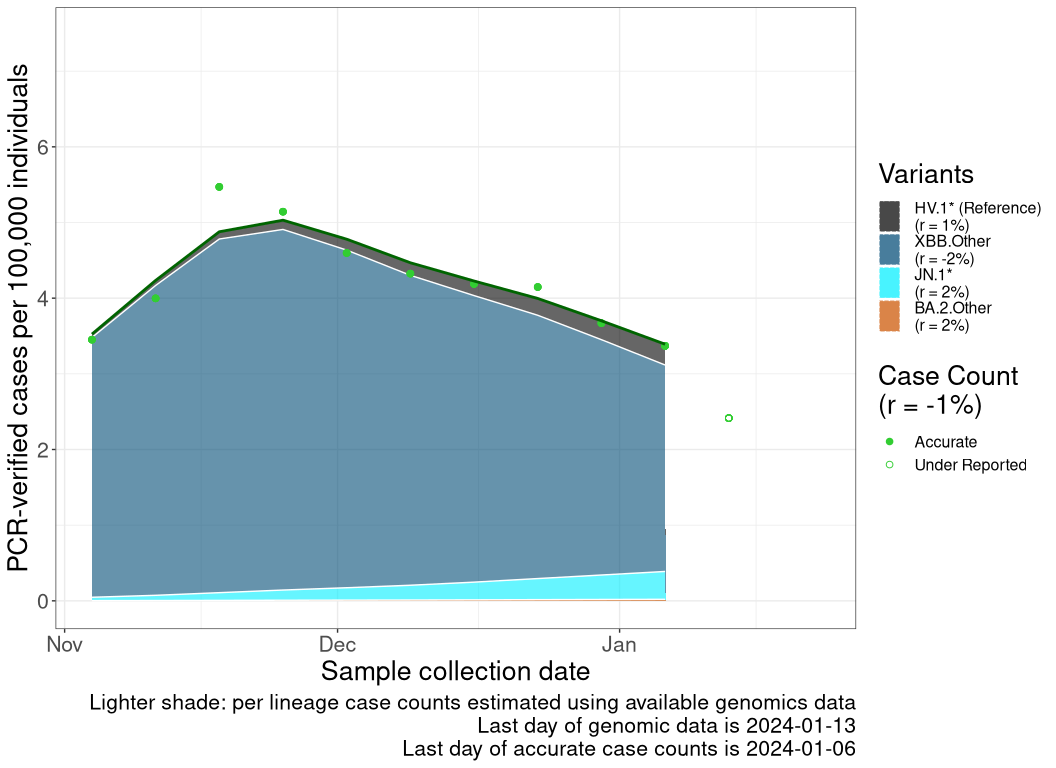 PCR-verified cases per 100,000 individuals
6
4
2
0
Nov
Dec
Jan
Sample collection date
Lighter shade: per lineage case counts estimated using available genomics data
Last day of genomic data is 2024-01-13
Last day of accurate case counts is 2024-01-06
Variants
HV.1* (Reference)
(r = 1%)
XBB.Other
(r = -2%)
JN.1*
(r = 2%)
BA.2.Other
(r = 2%)
Case Count
(r = -1%)
Accurate
Under Reported